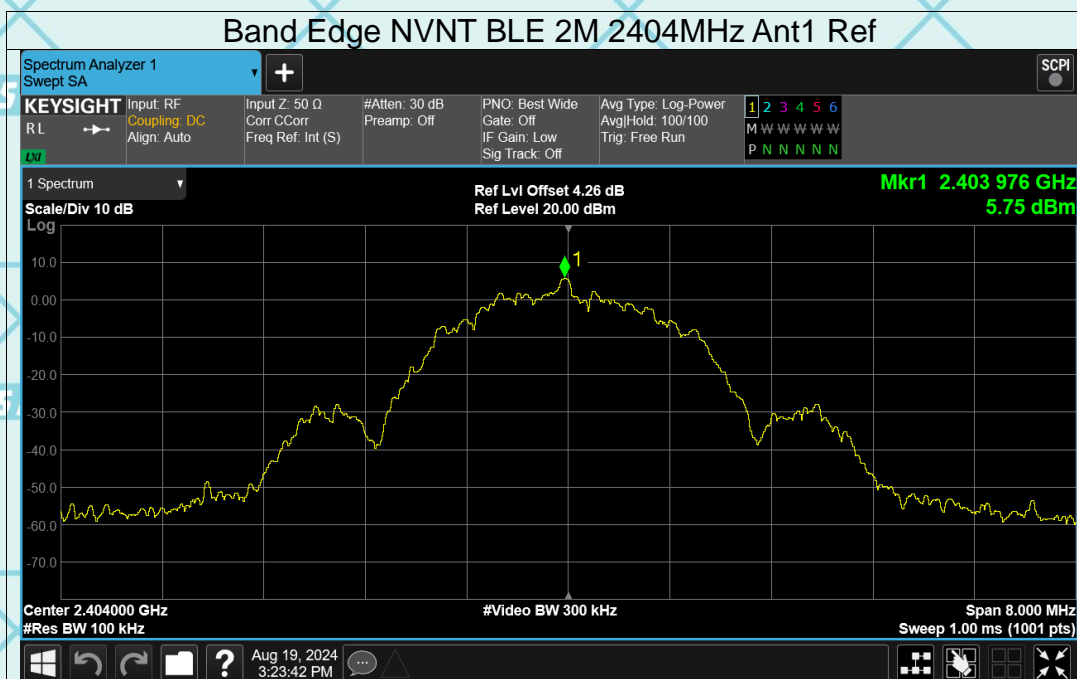 Band Edge NVNT BLE 2M 2404MHz Ant1 Ref
Spectrum Analyzer 1
Swept SA
+
SCPI
KEYSIGHT
R L
LXI
Input: RF
Coupling: DC
Align: Auto
Input Z: 50 Ω
Corr CCorr
Freq Ref: Int (S)
#Atten: 30 dB
Preamp: Off
PNO: Best Wide
Gate: Off
IF Gain: Low
Sig Track: Off
Avg Type: Log-Power
Avg|Hold: 100/100
Trig: Free Run
1 2 3 4 5 6
M W W W W W
P N N N N N
1 Spectrum
Scale/Div 10 dB
Ref Lvl Offset 4.26 dB
Ref Level 20.00 dBm
Mkr1 2.403 976 GHz
5.75 dBm
Log
1
10.0
0.00
-10.0
-20.0
-30.0
-40.0
-50.0
-60.0
-70.0
Center 2.404000 GHz
#Video BW 300 kHz
Span 8.000 MHz
#Res BW 100 kHz
Sweep 1.00 ms (1001 pts)
?
Aug 19, 2024
3:23:42 PM